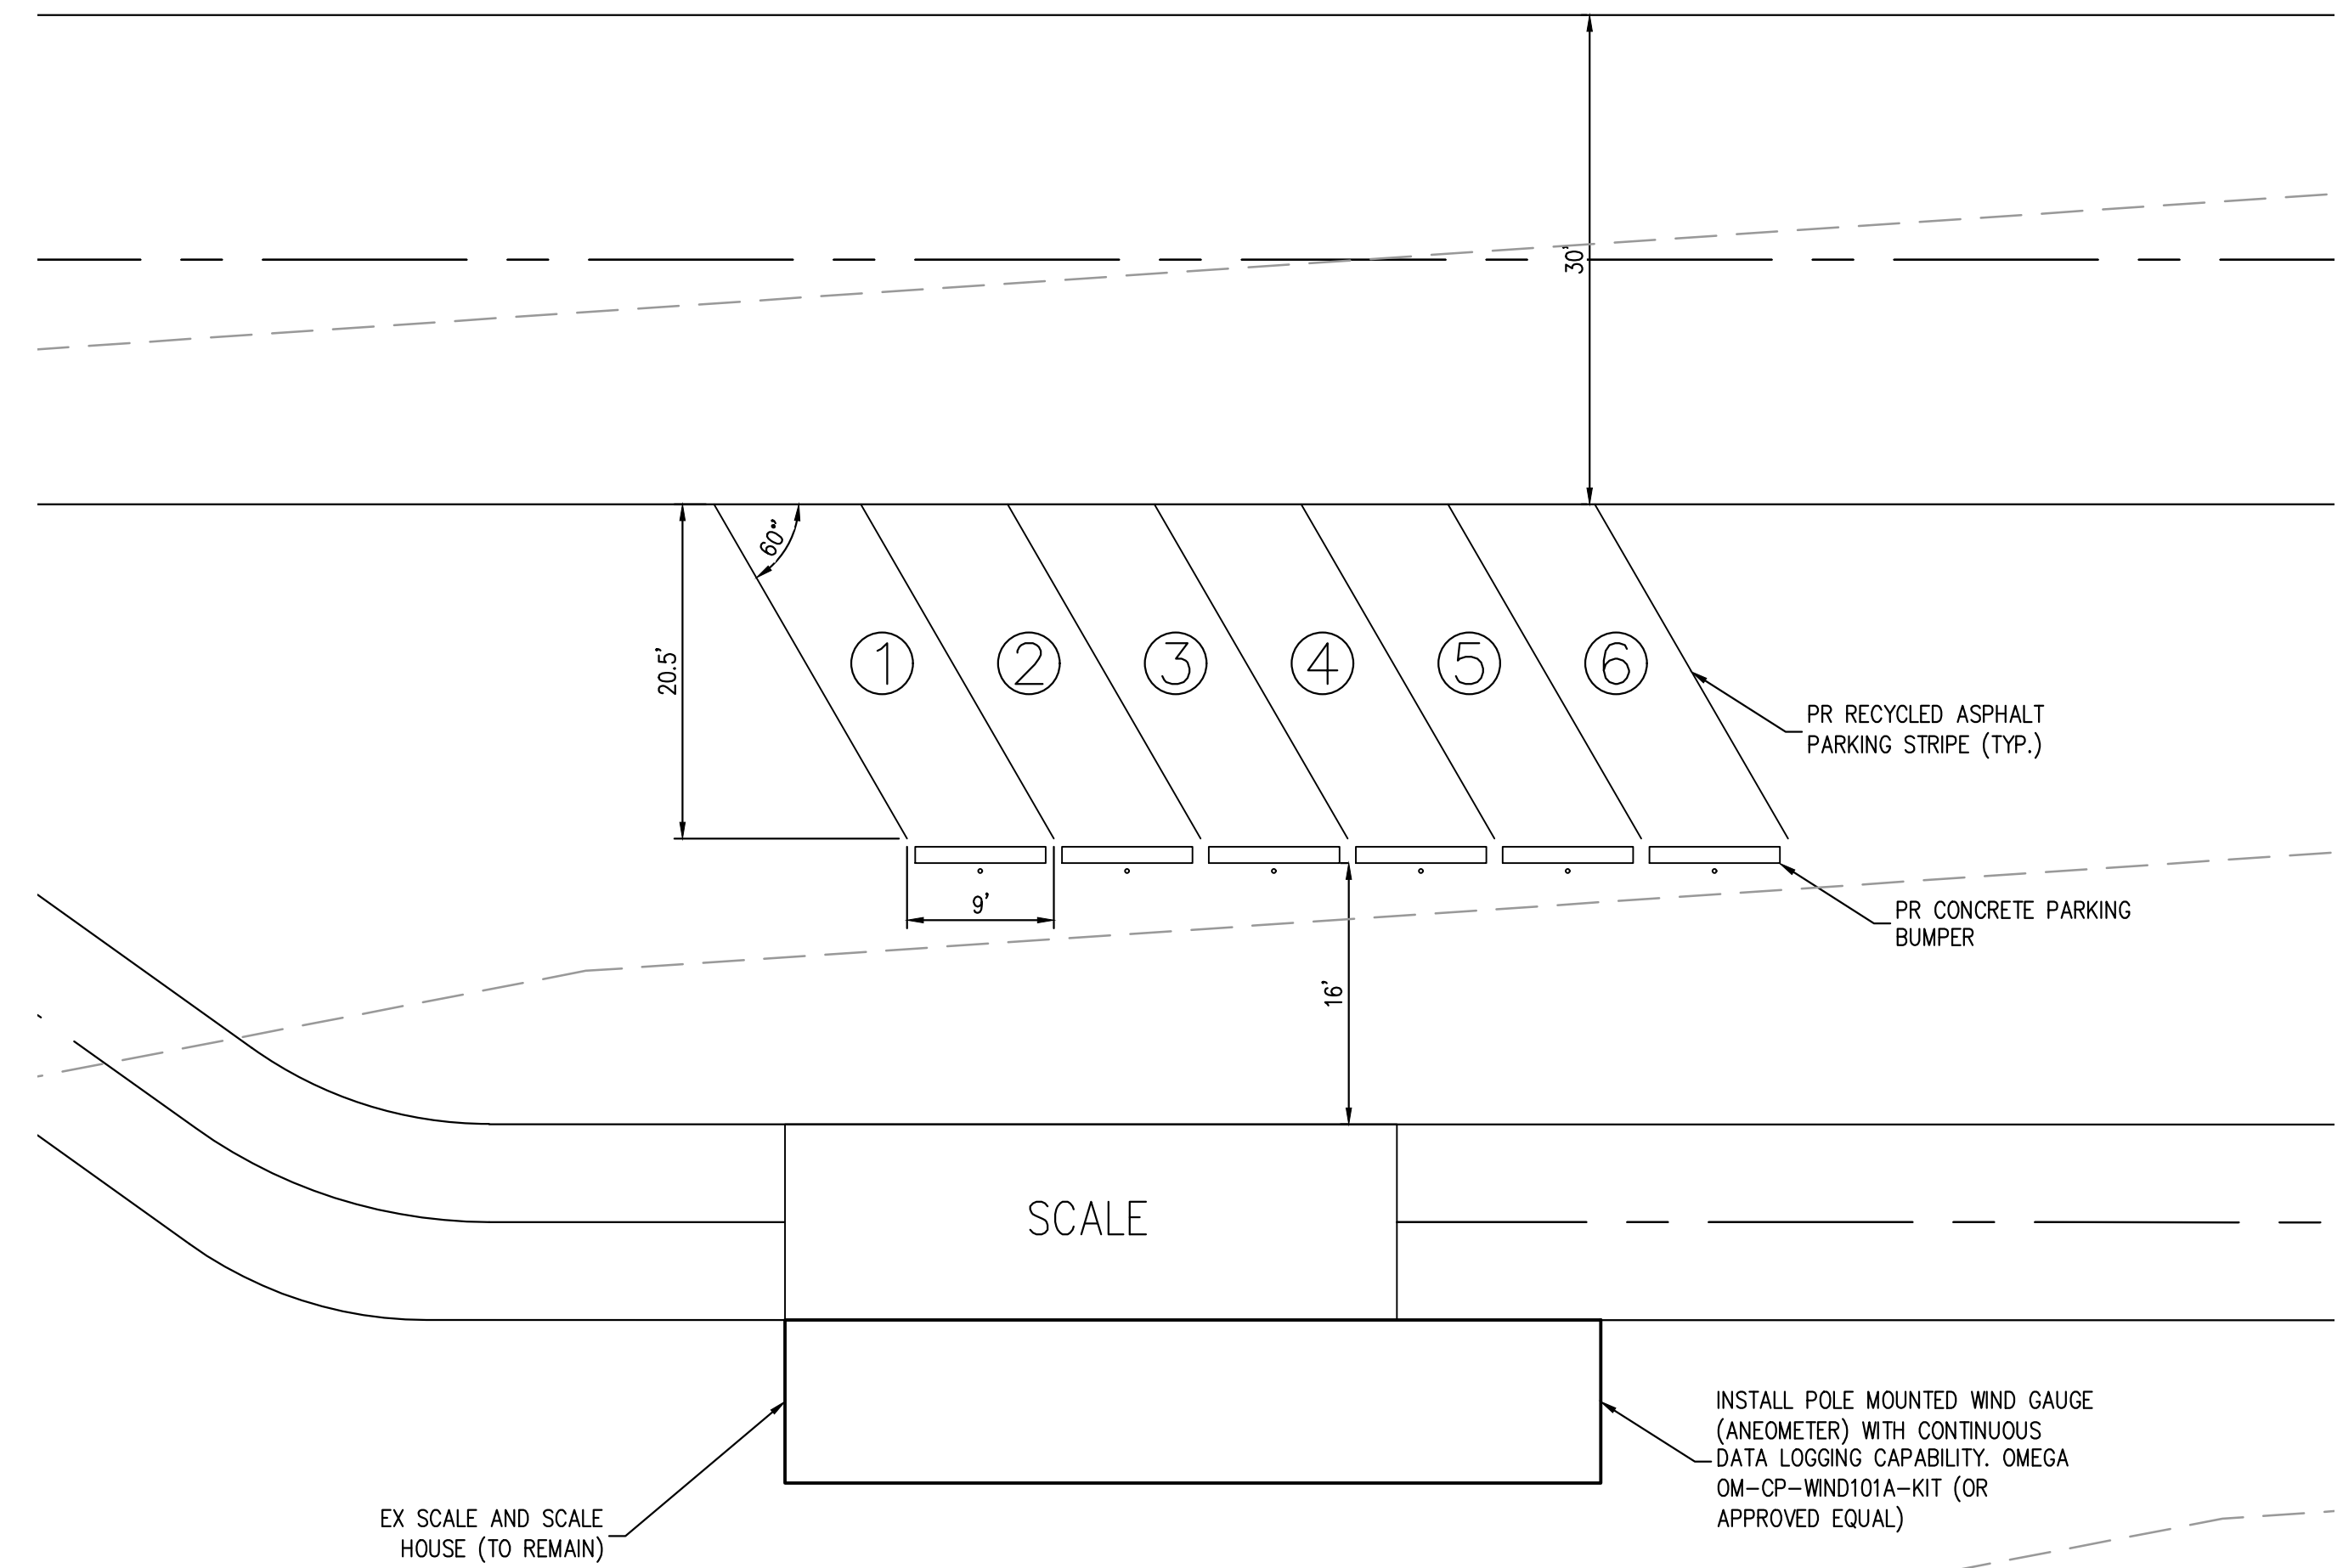 30'
60°
1
2
3
4
5
6
20.5'
PR RECYCLED ASPHALT
PARKING STRIPE (TYP.)
9'
PR CONCRETE PARKING
BUMPER
16'
SCALE
INSTALL POLE MOUNTED WIND GAUGE
(ANEOMETER) WITH CONTINUOUS
DATA LOGGING CAPABILITY. OMEGA
OM-CP-WIND101A-KIT (OR
APPROVED EQUAL)
EX SCALE AND SCALE
HOUSE (TO REMAIN)